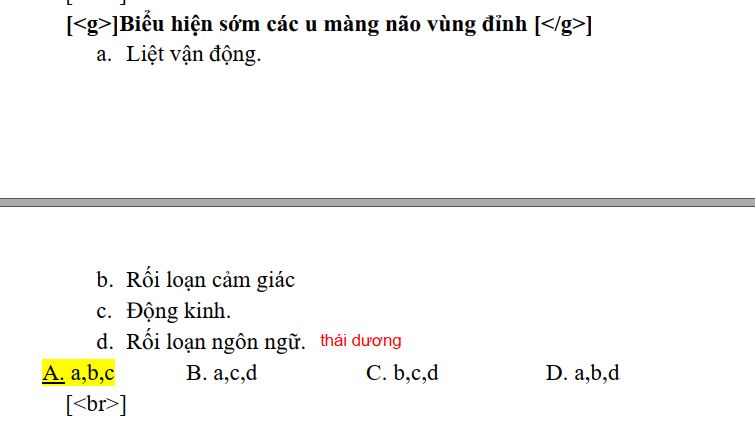 [<g>]Biểu hiện sớm các u màng não vùng đỉnh [</g>]
a. Liệt vận động.
b. Rối loạn cảm giác
c. Động kinh.
d. Rối loạn ngôn ngữ. thái dương
A. a,b,c B. a,c,d C. b,c,d D. a,b,d
[<br>]